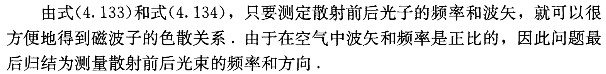 由式(4.133)和式(4.134)，只要测定散射前后光子的频率和波矢，就可以很
方便地得到磁波子的色散关系．由于在空气中波矢和频率是正比的，因此问题最
后归结为测量散射前后光束的频率和方向．